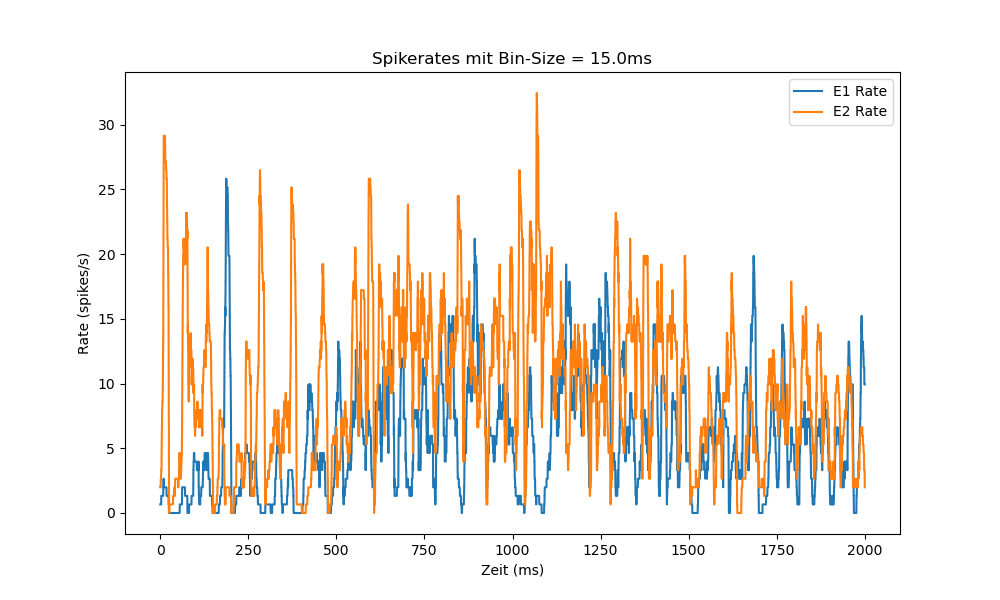 Spikerates mit Bin-Size = 15.0ms
E1 Rate
E2 Rate
Rate (spikes/s)
30
25
20
15
10
5
0
0 250 500 750 1000 1250 1500 1750 2000
Zeit (ms)